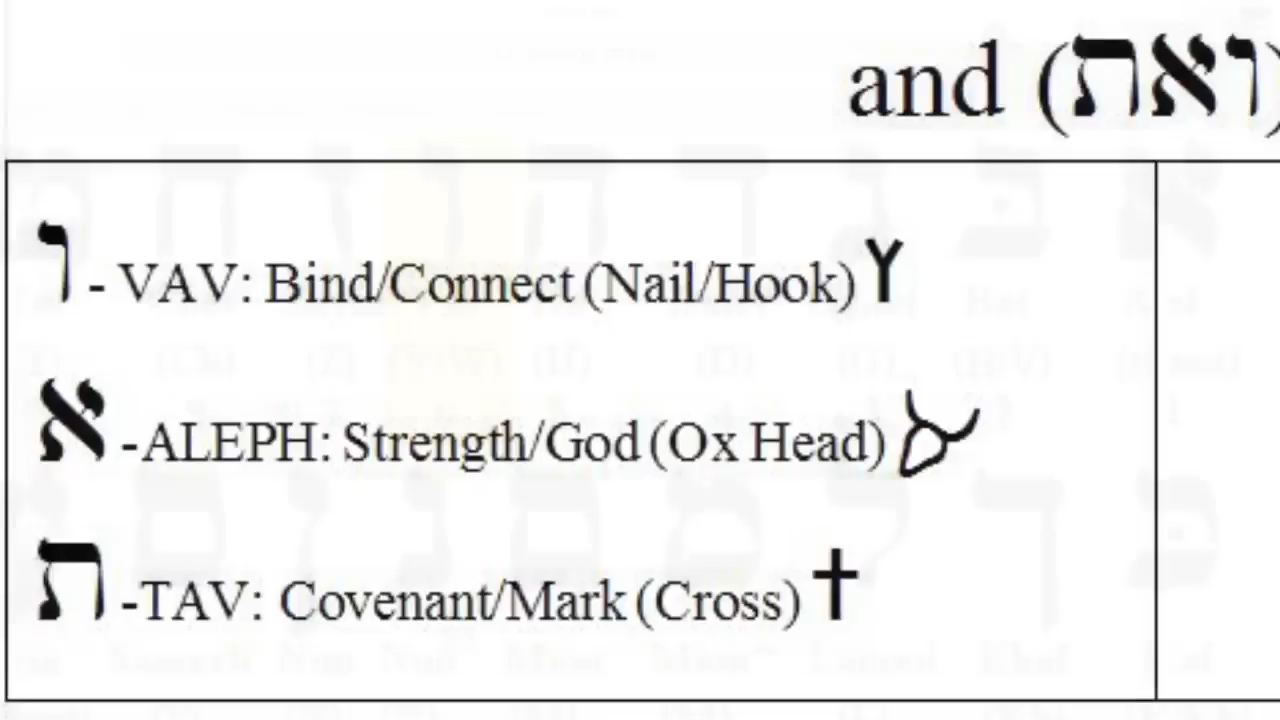 and (ואת)
ו - VAV: Bind/Connect (Nail/Hook)
א -ALEPH: Strength/God (Ox Head)
ת -TAV: Covenant/Mark (Cross)